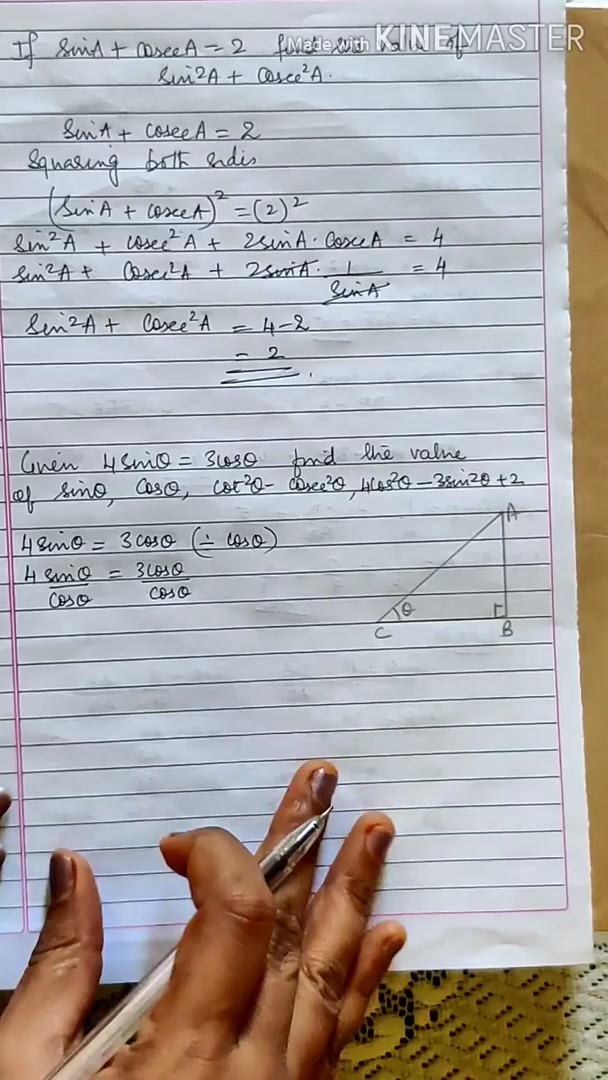 If sinA + cosecA = 2 find the value of
Made with KINEMASTER
sin²A + cosec²A.
sinA + cosecA = 2
Squaring both sides
(sinA + cosecA)² = (2)²
sin²A + cosec²A + 2sinA · cosecA = 4
sin²A + cosec²A + 2sinA · 1/sinA = 4
sin²A + cosec²A = 4-2
= 2
Given 4sinθ = 3cosθ find the value
of sinθ, cosθ, cot²θ - cosec²θ, 4cos²θ - 3sin²θ + 2
4sinθ = 3cosθ (÷ cosθ)
4 sinθ/cosθ = 3cosθ/cosθ
A
θ
C B